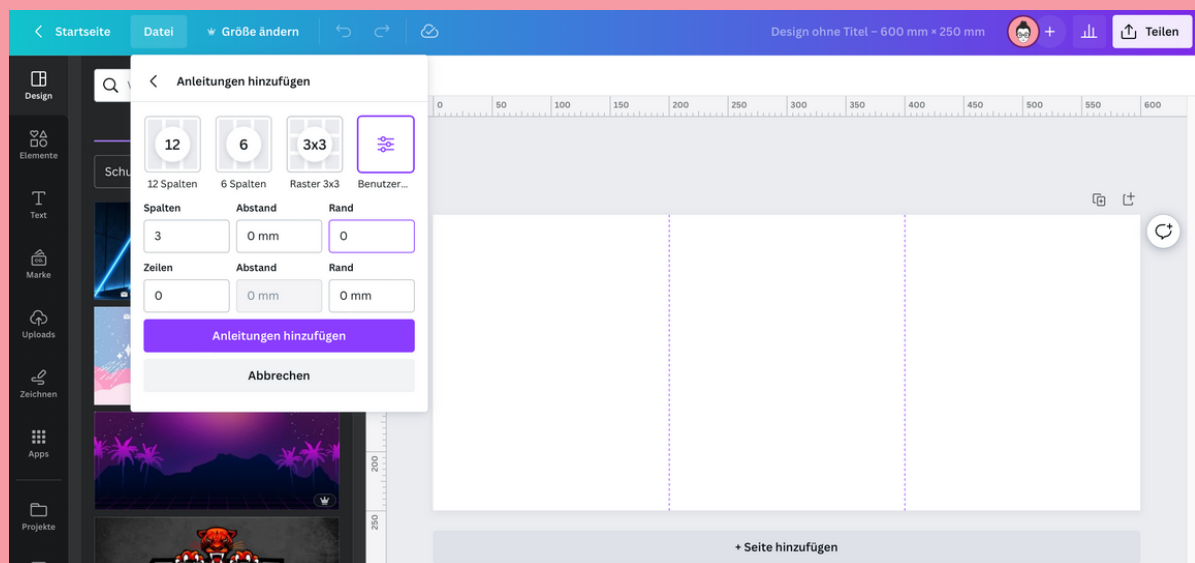 Startseite
Datei
Größe ändern
Design ohne Titel – 600 mm × 250 mm
+
Teilen
Design
Elemente
Text
Marke
Uploads
Zeichnen
Apps
Projekte
Schu
Anleitungen hinzufügen
12
6
3x3
12 Spalten
6 Spalten
Raster 3x3
Benutzer...
Spalten
Abstand
Rand
3
0 mm
0
Zeilen
Abstand
Rand
0
0 mm
0 mm
Anleitungen hinzufügen
Abbrechen
0 50 100 150 200 250 300 350 400 450 500 550 600
200
250
+ Seite hinzufügen